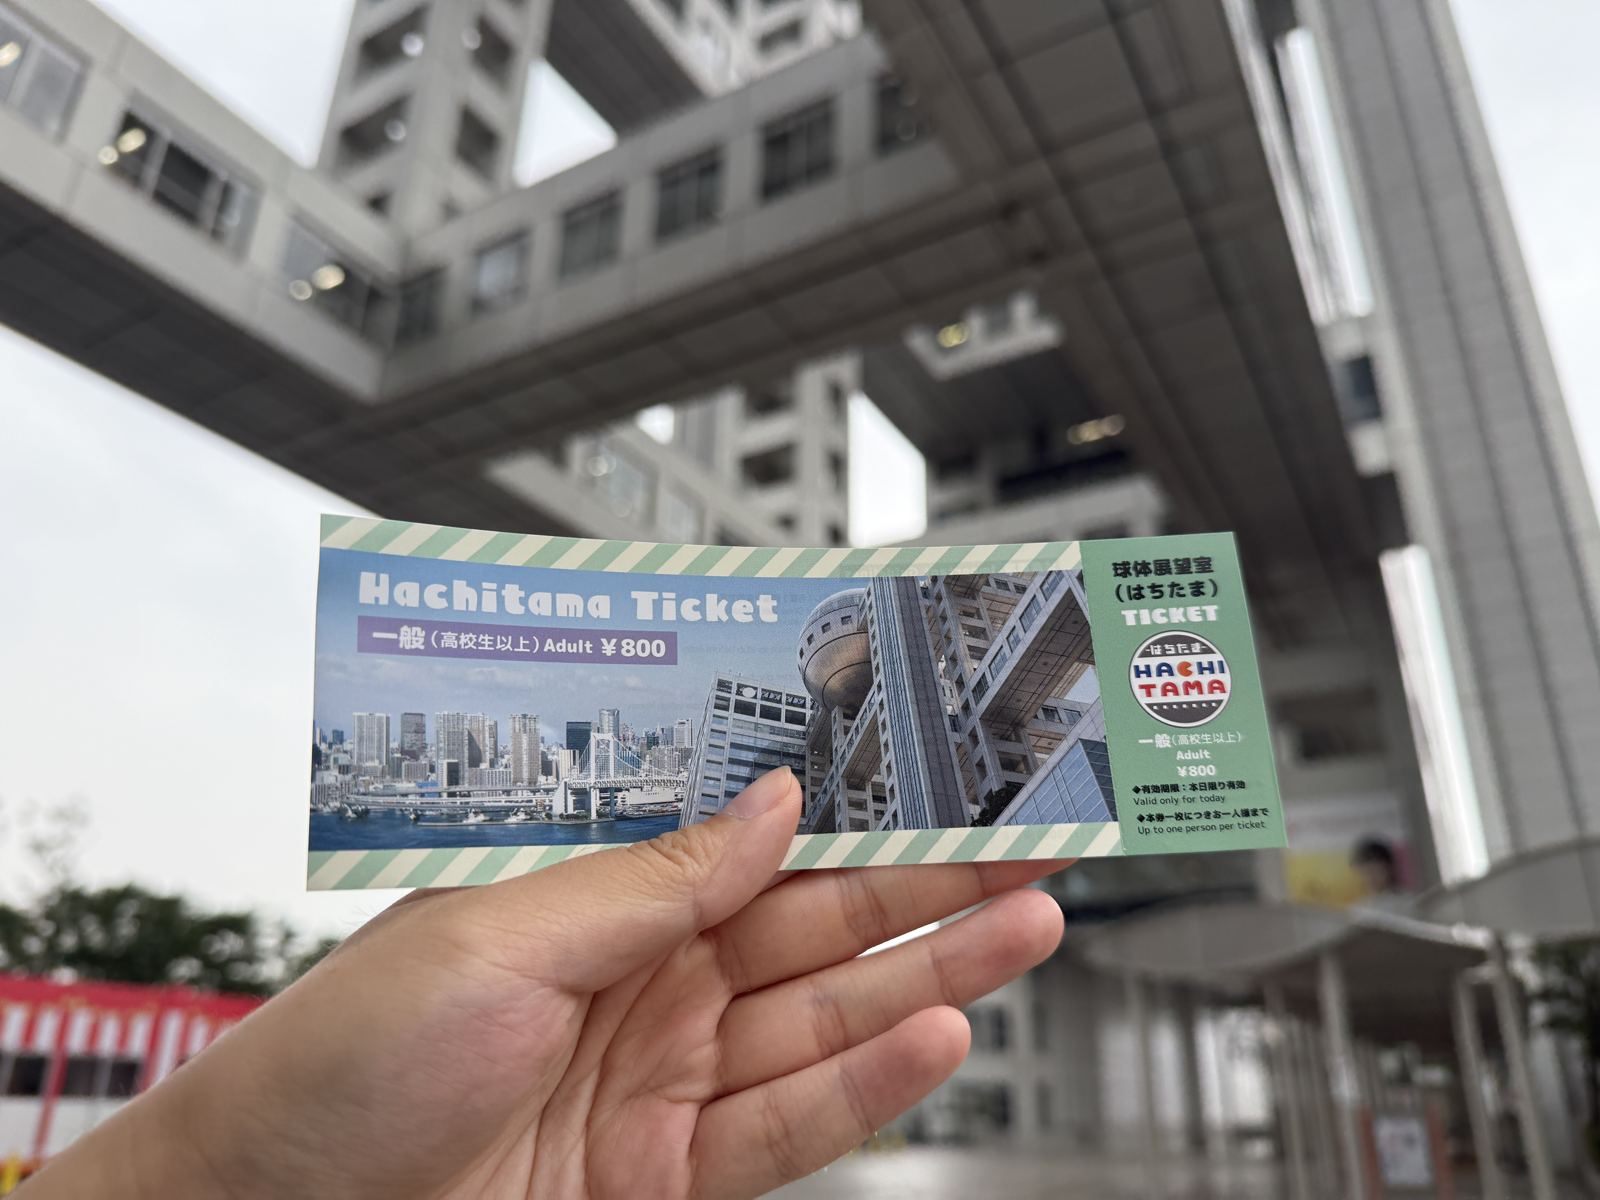 Hachitama Ticket
一般(高校生以上)Adult ¥800
球体展望室
(はちたま)
TICKET
はちたま
HACHI
TAMA
一般(高校生以上)
Adult
¥800
◆有効期限:本日限り有効
Valid only for today
◆本券一枚につきお一人様まで
Up to one person per ticket